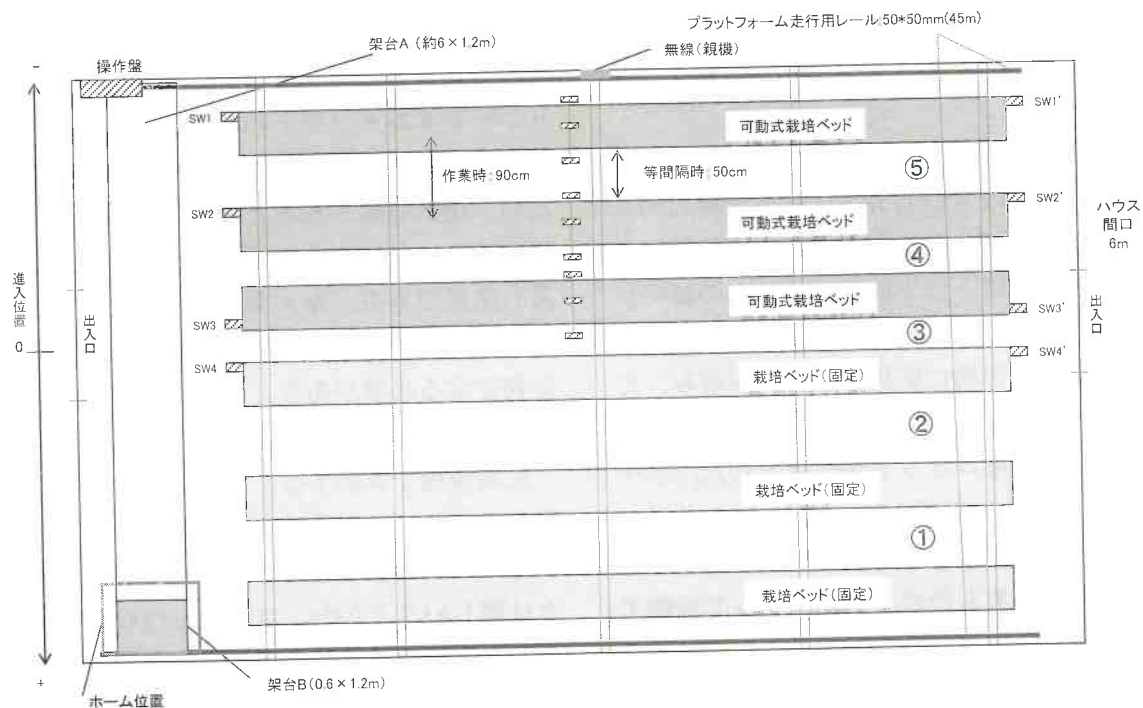 プラットフォーム走行用レール:50*50mm(45m)
架台A (約6×1.2m)
無線(親機)
操作盤
-
SW1
SW1'
可動式栽培ベッド
作業時:90cm
等間隔時:50cm
⑤
SW2
SW2'
可動式栽培ベッド
ハウス
間口
6m
④
進入位置
0
出入口
可動式栽培ベッド
SW3
SW3'
③
出入口
SW4
SW4'
栽培ベッド(固定)
②
栽培ベッド(固定)
①
栽培ベッド(固定)
+
架台B(0.6×1.2m)
ホーム位置